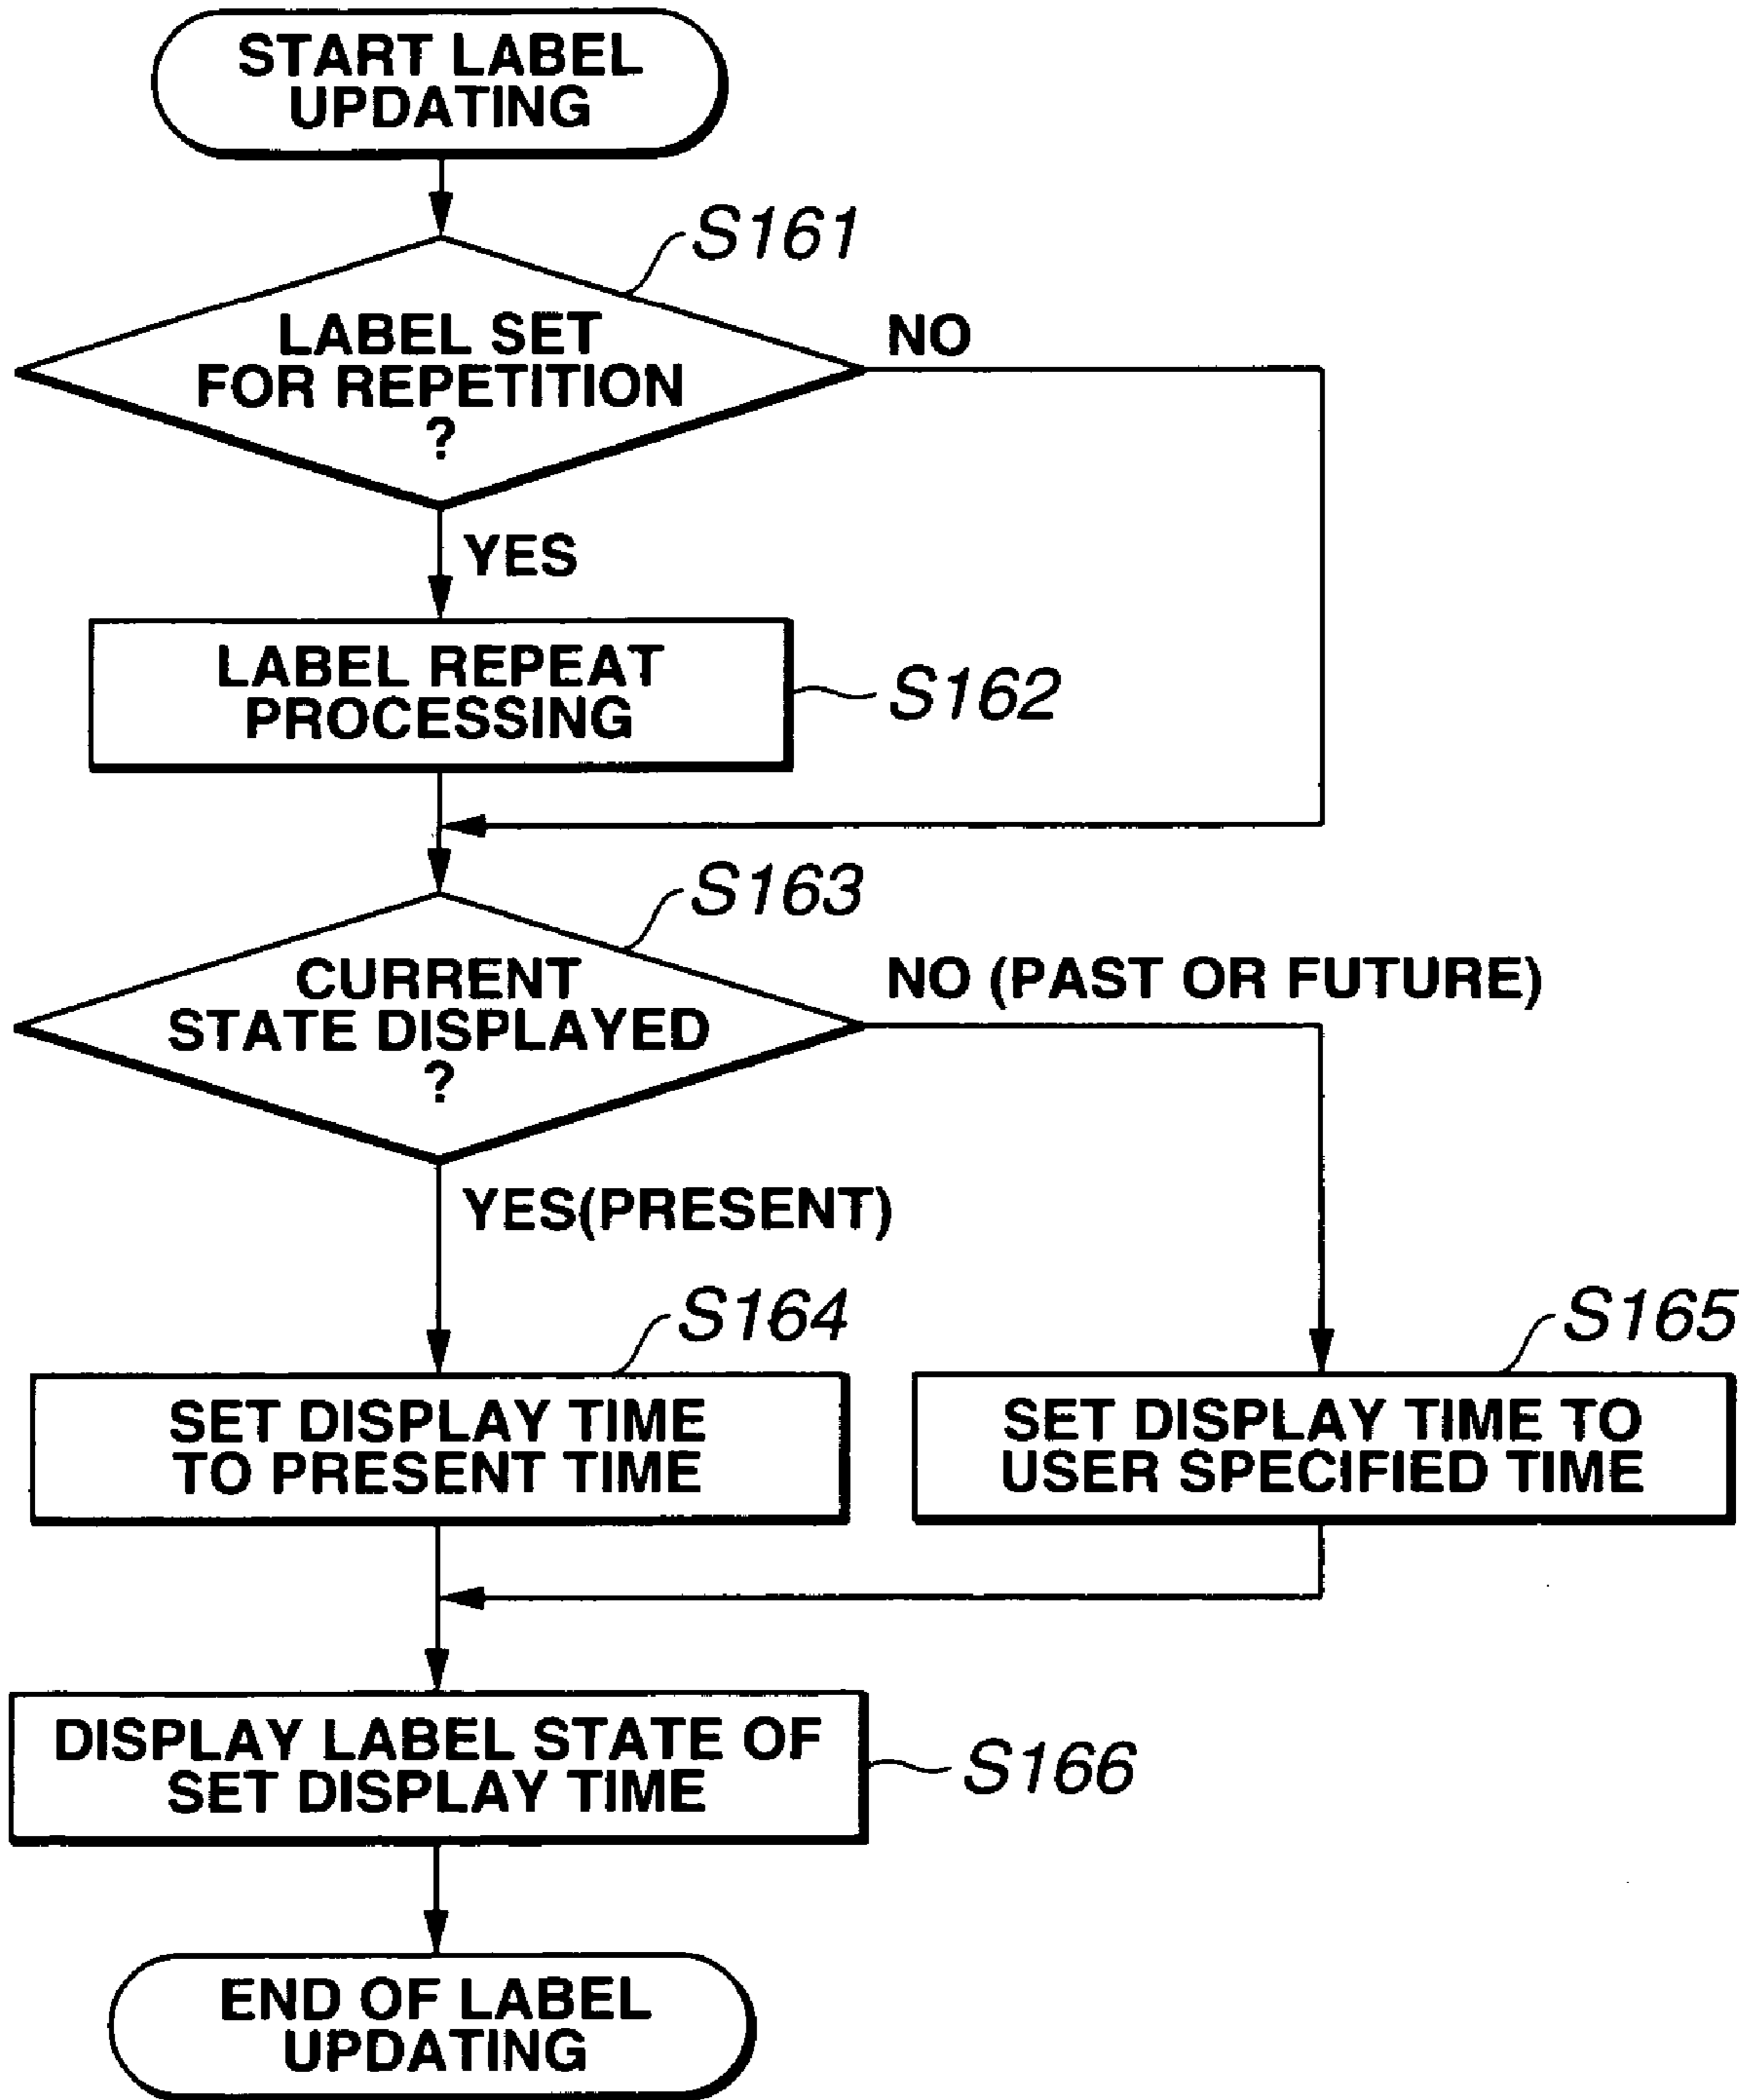 START LABEL
UPDATING
S161
LABEL SET
FOR REPETITION
?
NO
YES
LABEL REPEAT
PROCESSING
S162
S163
CURRENT
STATE DISPLAYED
?
NO (PAST OR FUTURE)
YES(PRESENT)
S164
SET DISPLAY TIME
TO PRESENT TIME
S165
SET DISPLAY TIME TO
USER SPECIFIED TIME
DISPLAY LABEL STATE OF
SET DISPLAY TIME
S166
END OF LABEL
UPDATING